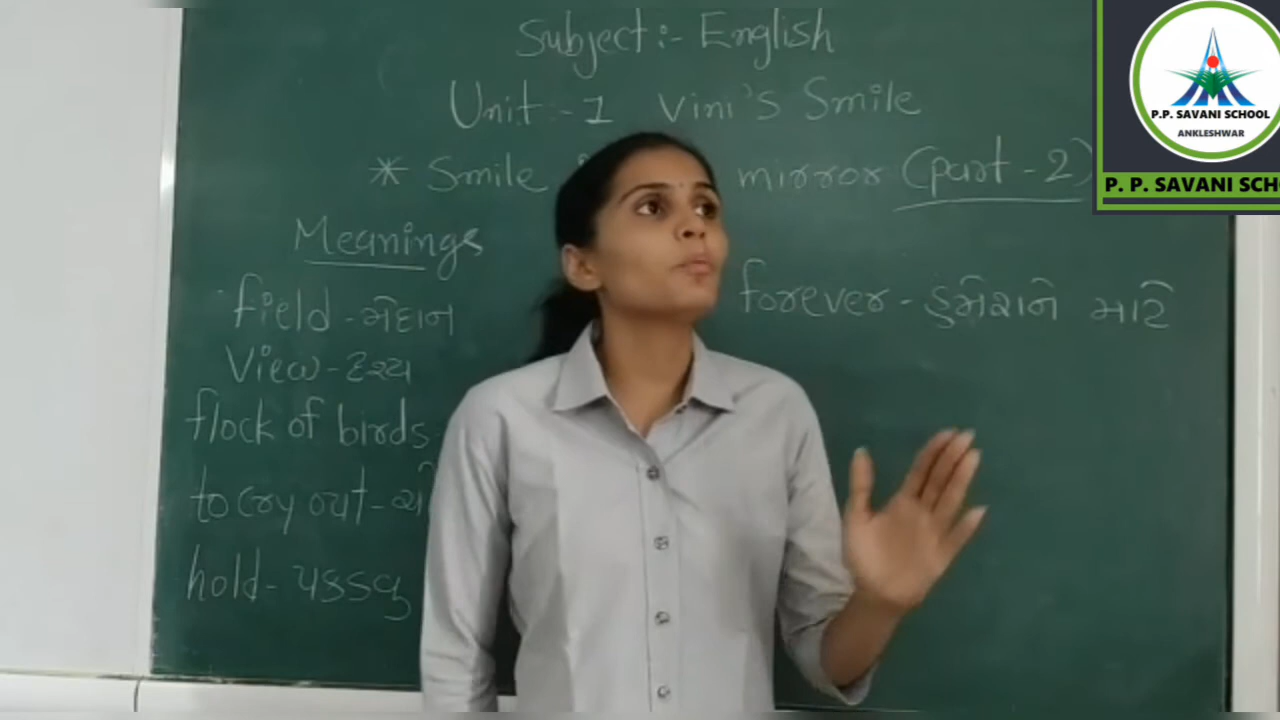 Subject:- English
Unit-1 Vini's Smile
* Smile mirror (part-2)
Meanings
field - મેદાન
View - દ્રશ્ય
flock of birds
to cry out -
hold - પકડવુ
forever - હંમેશાને માટે
P.P. SAVANI SCHOOL
ANKLESHWAR
P. P. SAVANI SCH